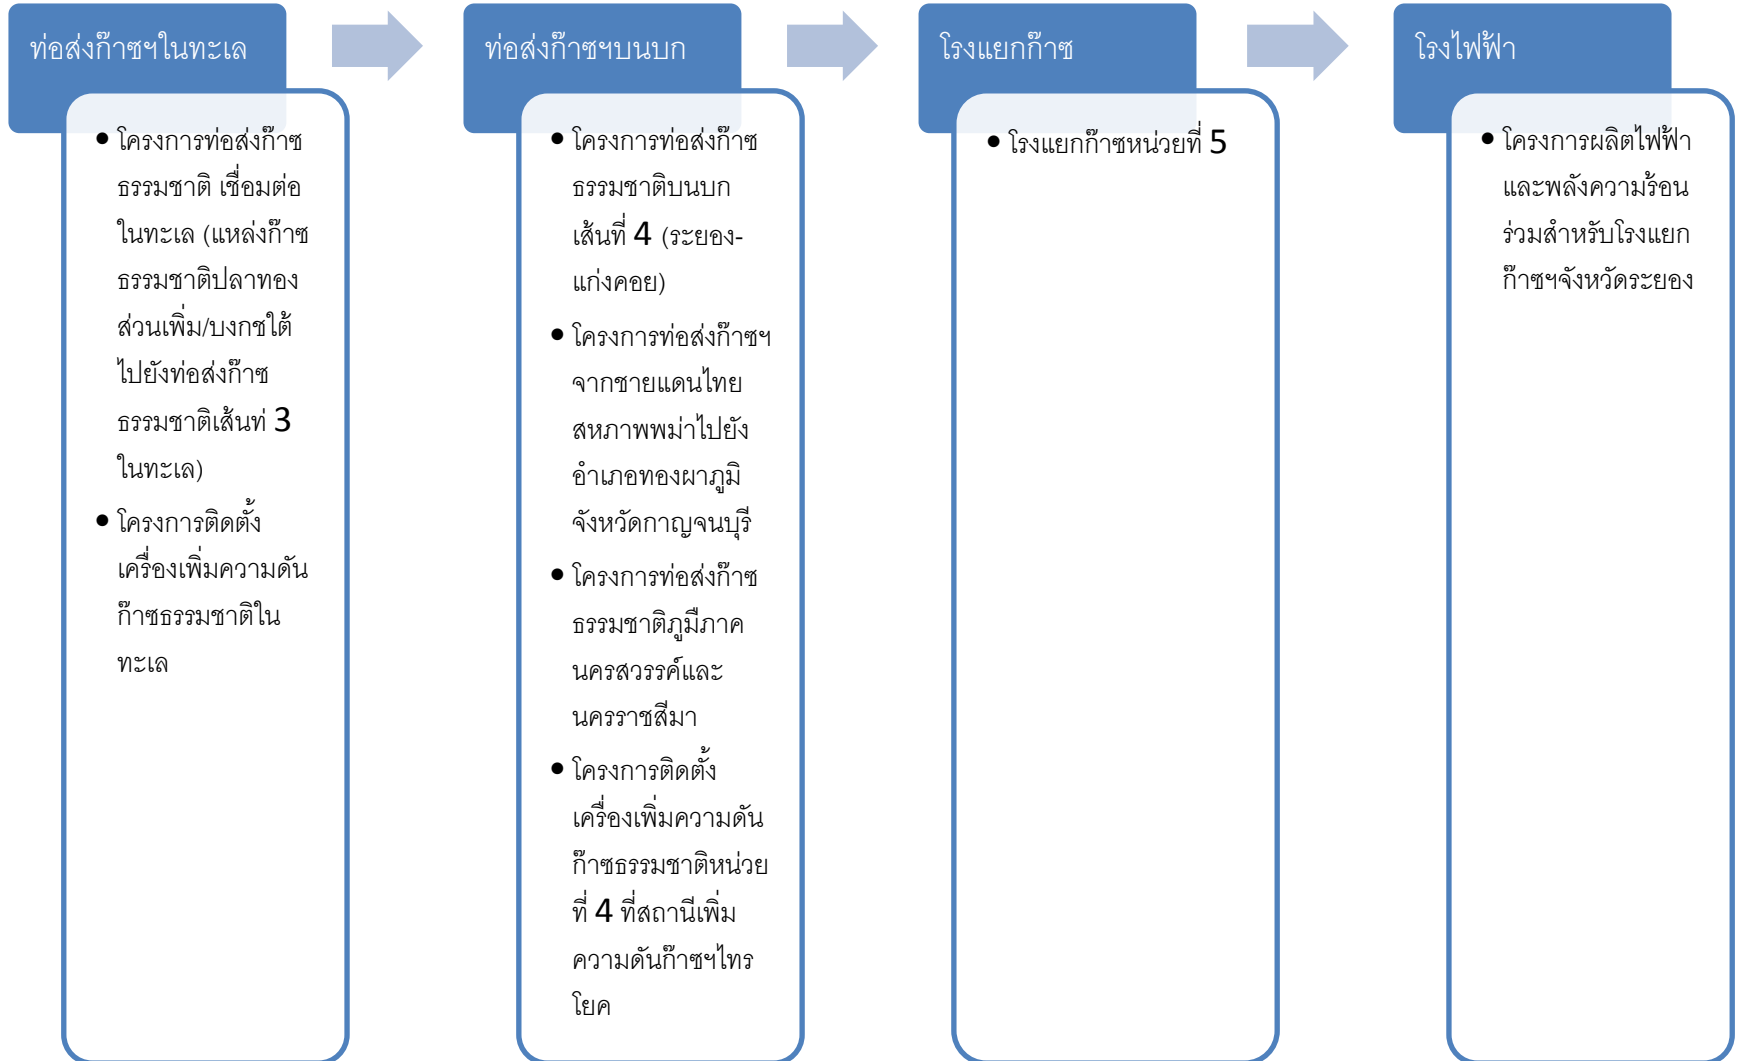 ท่อส่งก๊าซฯในทะเล
• โครงการท่อส่งก๊าซ
ธรรมชาติ เชื่อมต่อ
ในทะเล (แหล่งก๊าซ
ธรรมชาติปลาทอง
ส่วนเพิ่ม/บงกชใต้
ไปยังท่อส่งก๊าซ
ธรรมชาติเส้นท่ 3
ในทะเล)
• โครงการติดตั้ง
เครื่องเพิ่มความดัน
ก๊าซธรรมชาติใน
ทะเล
ท่อส่งก๊าซฯบนบก
• โครงการท่อส่งก๊าซ
ธรรมชาติบนบก
เส้นที่ 4 (ระยอง-
แก่งคอย)
• โครงการท่อส่งก๊าซฯ
จากชายแดนไทย
สหภาพพม่าไปยัง
อำเภอทองผาภูมิ
จังหวัดกาญจนบุรี
• โครงการท่อส่งก๊าซ
ธรรมชาติภูมืภาค
นครสวรรค์และ
นครราชสีมา
• โครงการติดตั้ง
เครื่องเพิ่มความดัน
ก๊าซธรรมชาติหน่วย
ที่ 4 ที่สถานีเพิ่ม
ความดันก๊าซฯไทร
โยค
โรงแยกก๊าซ
• โรงแยกก๊าซหน่วยที่ 5
โรงไฟฟ้า
• โครงการผลิตไฟฟ้า
และพลังความร้อน
ร่วมสำหรับโรงแยก
ก๊าซฯจังหวัดระยอง